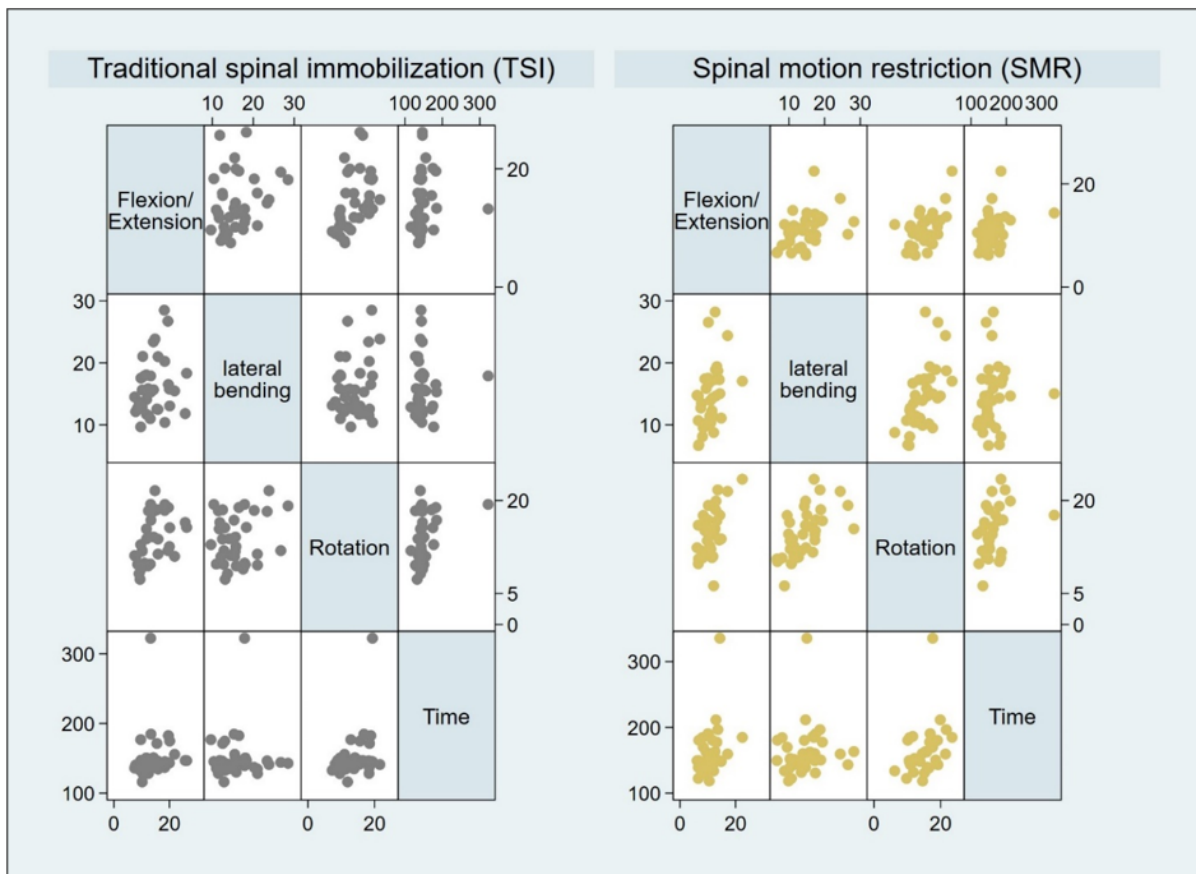 Traditional spinal immobilization (TSI)
Spinal motion restriction (SMR)
10 20 30 100 200 300
10 20 30 100 200 300
Flexion/
Extension
20
0
Flexion/
Extension
20
0
30
20
10
lateral
bending
30
20
10
lateral
bending
Rotation
20
5
0
Rotation
20
5
0
300
200
100
Time
300
200
100
Time
0 20 0 20
0 20 0 20